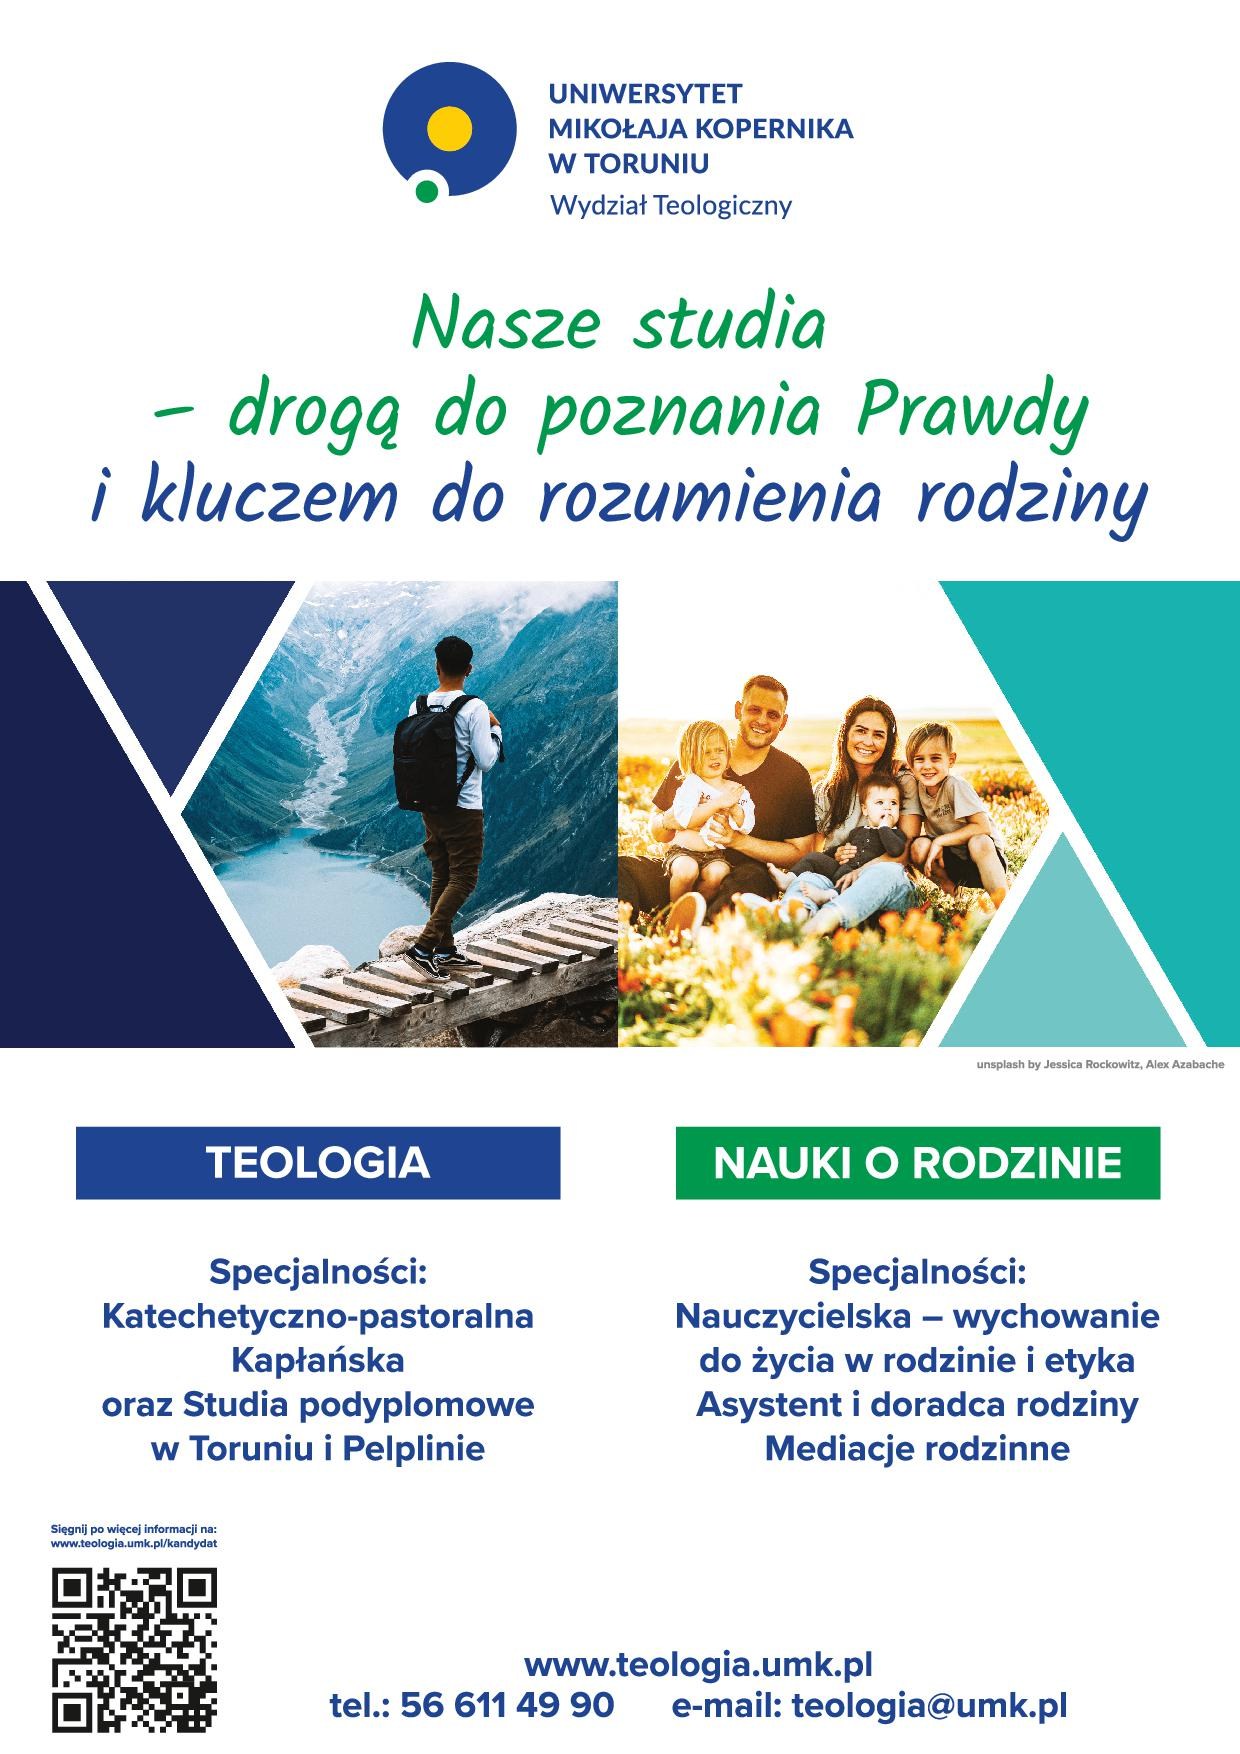 UNIWERSYTET
MIKOŁAJA KOPERNIKA
W TORUNIU
Wydział Teologiczny
Nasze studia
– drogą do poznania Prawdy
i kluczem do rozumienia rodziny
unsplash by Jessica Rockowitz, Alex Azabache
TEOLOGIA
Specjalności:
Katechetyczno-pastoralna
Kapłańska
oraz Studia podyplomowe
w Toruniu i Pelplinie
NAUKI O RODZINIE
Specjalności:
Nauczycielska – wychowanie
do życia w rodzinie i etyka
Asystent i doradca rodziny
Mediacje rodzinne
Sięgnij po więcej informacji na:
www.teologia.umk.pl/kandydat
www.teologia.umk.pl
tel.: 56 611 49 90 e-mail: teologia@umk.pl